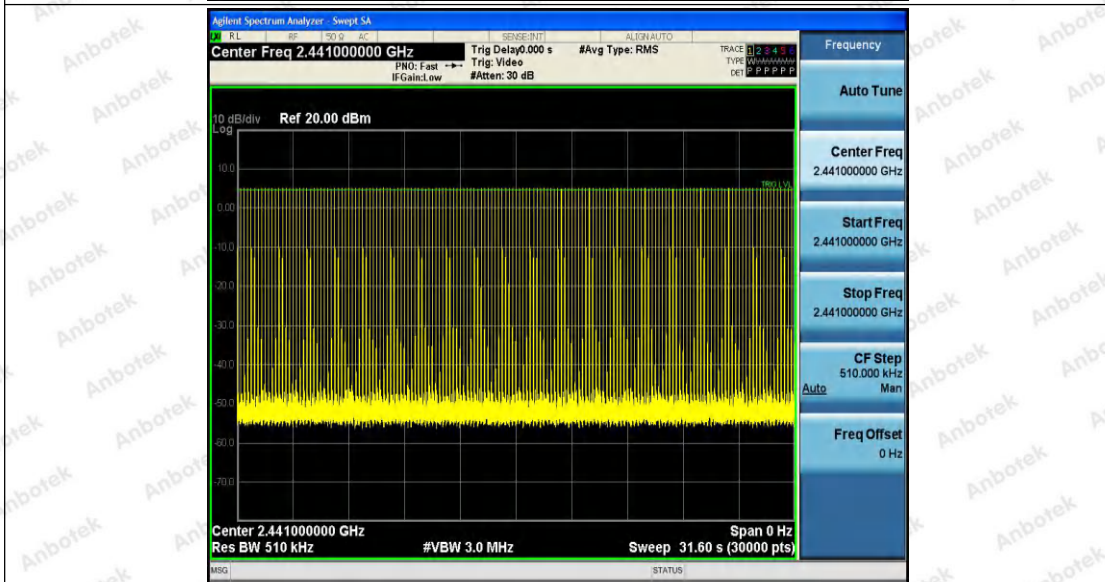 Agilent Spectrum Analyzer - Swept SA
RL RF 50 Ω AC SENSE:INT ALIGN AUTO
Center Freq 2.441000000 GHz
PNO: Fast
IFGain:Low
Trig Delay0.000 s
Trig: Video
#Atten: 30 dB
#Avg Type: RMS
TRACE 1 2 3 4 5 6
TYPE
DET P P P P P P
10 dB/div Ref 20.00 dBm
Log
10.0
0.00
-10.0
-20.0
-30.0
-40.0
-50.0
-60.0
-70.0
TRIG LVL
Center 2.441000000 GHz Span 0 Hz
Res BW 510 kHz #VBW 3.0 MHz Sweep 31.60 s (30000 pts)
MSG STATUS
Frequency
Auto Tune
Center Freq
2.441000000 GHz
Start Freq
2.441000000 GHz
Stop Freq
2.441000000 GHz
CF Step
510.000 kHz
Auto Man
Freq Offset
0 Hz
Anbotek